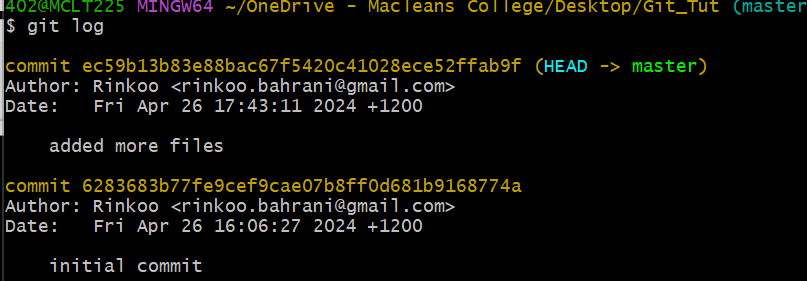 402@MCLT225 MINGW64 ~/OneDrive - Macleans College/Desktop/Git_Tut (master
$ git log
commit ec59b13b83e88bac67f5420c41028ece52ffab9f (HEAD -> master)
Author: Rinkoo <rinkoo.bahrani@gmail.com>
Date:   Fri Apr 26 17:43:11 2024 +1200
    added more files
commit 6283683b77fe9cef9cae07b8ff0d681b9168774a
Author: Rinkoo <rinkoo.bahrani@gmail.com>
Date:   Fri Apr 26 16:06:27 2024 +1200
    initial commit